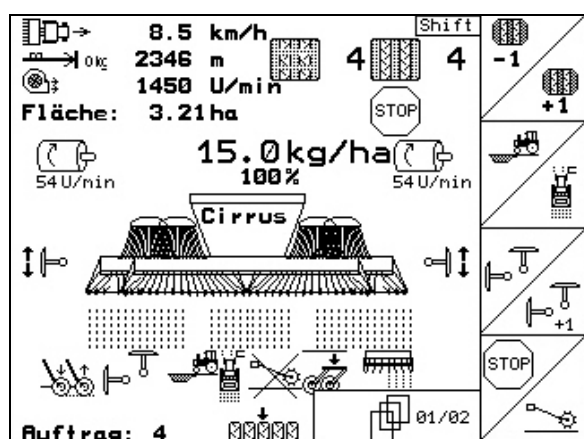 Shift
8.5 km/h
0kg 2346 m 4 4
1450 U/min
Fläche: 3.21ha STOP
15.0kg/ha
54U/min 100% 54U/min
Cirrus
-1
+1
+1
STOP
01/02
Auftrag: 4